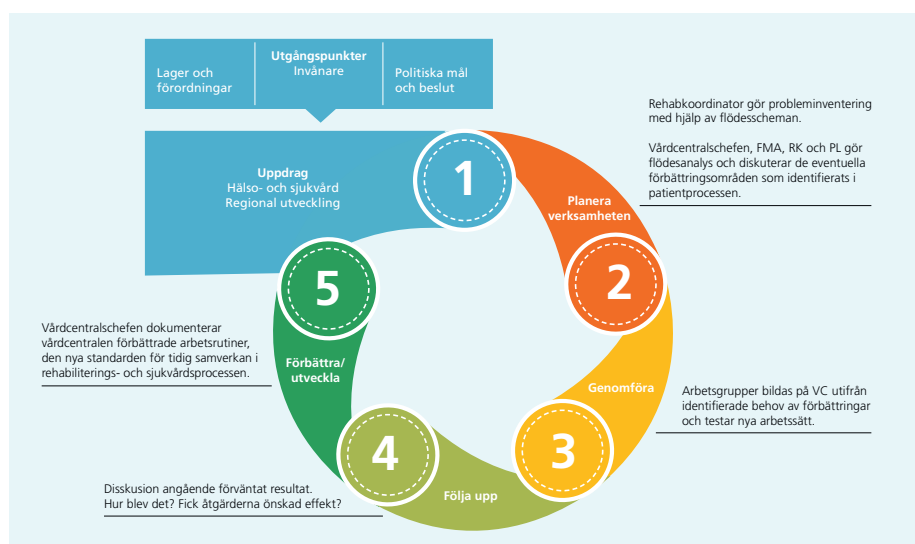 Lager och
förordningar
Utgångspunkter
Invånare
Politiska mål
och beslut
Uppdrag
Hälso- och sjukvård
Regional utveckling
1
Rehabkoordinator gör probleminventering
med hjälp av flödesscheman.
Vårdcentralschefen, FMA, RK och PL gör
flödesanalys och diskuterar de eventuella
förbättringsområden som identifierats i
patientprocessen.
Planera
verksamheten
2
Genomföra
Arbetsgrupper bildas på VC utifrån
identifierade behov av förbättringar
och testar nya arbetssätt.
3
Följa upp
4
Disskusion angående förväntat resultat.
Hur blev det? Fick åtgärderna önskad effekt?
Förbättra/
utveckla
5
Vårdcentralschefen dokumenterar
vårdcentralen förbättrade arbetsrutiner,
den nya standarden för tidig samverkan i
rehabiliterings- och sjukvårdsprocessen.